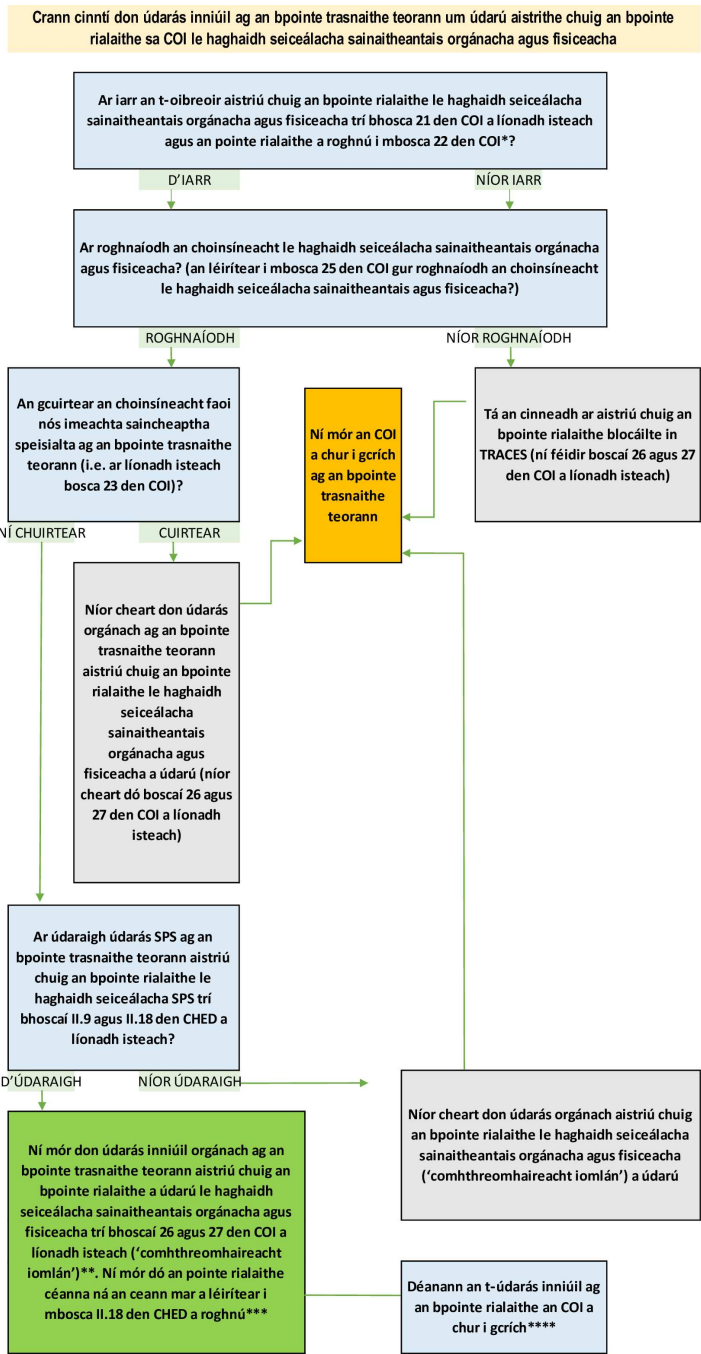 Crann cinntí don údarás inniúil ag an bpointe trasnaithe teorann um údarú aistrithe chuig an bpointe
rialaithe sa COI le haghaidh seiceálacha sainaitheantais orgánacha agus fisiceacha
Ar iarr an t-oibreoir aistriú chuig an bpointe rialaithe le haghaidh seiceálacha
sainaitheantais orgánacha agus fisiceacha trí bhosca 21 den COI a líonadh isteach
agus an pointe rialaithe a roghnú i mbosca 22 den COI*?
D'IARR
NÍOR IARR
Ar roghnaíodh an choinsíneacht le haghaidh seiceálacha sainaitheantais orgánacha
agus fisiceacha? (an léirítear i mbosca 25 den COI gur roghnaíodh an choinsíneacht
le haghaidh seiceálacha sainaitheantais agus fisiceacha?)
ROGHNAÍODH
NÍOR ROGHNAÍODH
An gcuirtear an choinsíneacht faoi
nós imeachta saincheaptha
speisialta ag an bpointe trasnaithe
teorann (i.e. ar líonadh isteach
bosca 23 den COI)?
Ní mór an COI
a chur i gcrích
ag an bpointe
trasnaithe
teorann
Tá an cinneadh ar aistriú chuig an
bpointe rialaithe blocáilte in
TRACES (ní féidir boscaí 26 agus 27
den COI a líonadh isteach)
NÍ CHUIRTEAR
CUIRTEAR
Níor cheart don údarás
orgánach ag an bpointe
trasnaithe teorann
aistriú chuig an bpointe
rialaithe le haghaidh
seiceálacha
sainaitheantais
orgánacha agus
fisiceacha a údarú (níor
cheart dó boscaí 26 agus
27 den COI a líonadh
isteach)
Ar údaraigh údarás SPS ag an
bpointe trasnaithe teorann aistriú
chuig an bpointe rialaithe le
haghaidh seiceálacha SPS trí
bhoscaí II.9 agus II.18 den CHED a
líonadh isteach?
D'ÚDARAIGH
NÍOR ÚDARAIGH
Níor cheart don údarás orgánach aistriú chuig
an bpointe rialaithe le haghaidh seiceálacha
sainaitheantais orgánacha agus fisiceacha
('comhthreomhaireacht iomlán') a údarú
Ní mór don údarás inniúil orgánach ag an
bpointe trasnaithe teorann aistriú chuig an
bpointe rialaithe a údarú le haghaidh
seiceálacha sainaitheantais orgánacha agus
fisiceacha trí bhoscaí 26 agus 27 den COI a
líonadh isteach ('comhthreomhaireacht
iomlán')**. Ní mór dó an pointe rialaithe
céanna ná an ceann mar a léirítear i
mbosca II.18 den CHED a roghnú***
Déanann an t-údarás inniúil ag
an bpointe rialaithe an COI a
chur i gcrích****